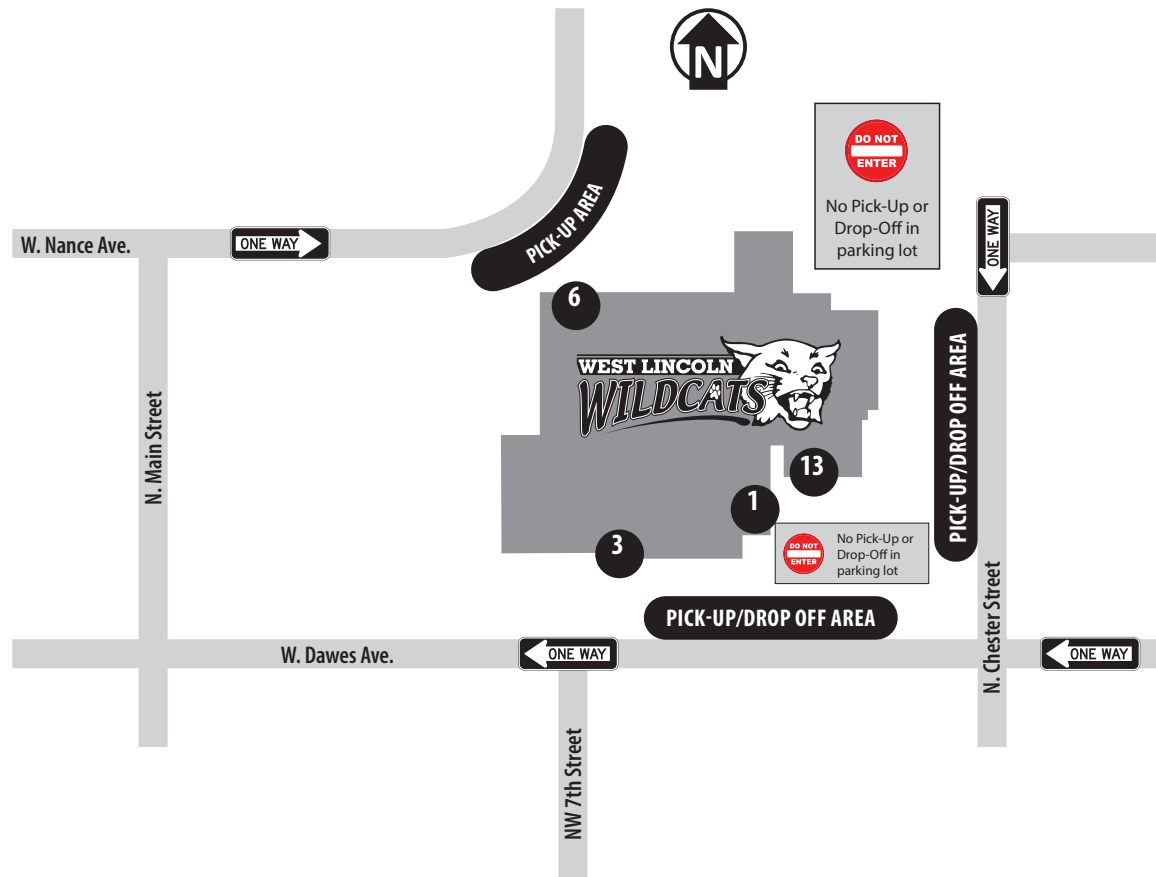 N
DO NOT
ENTER
No Pick-Up or
Drop-Off in
parking lot
PICK-UP AREA
W. Nance Ave.
ONE WAY
ONE WAY
6
WEST LINCOLN
WILDCATS
PICK-UP/DROP OFF AREA
N. Main Street
13
1
3
DO NOT
ENTER
No Pick-Up or
Drop-Off in
parking lot
PICK-UP/DROP OFF AREA
W. Dawes Ave.
ONE WAY
N. Chester Street
ONE WAY
NW 7th Street